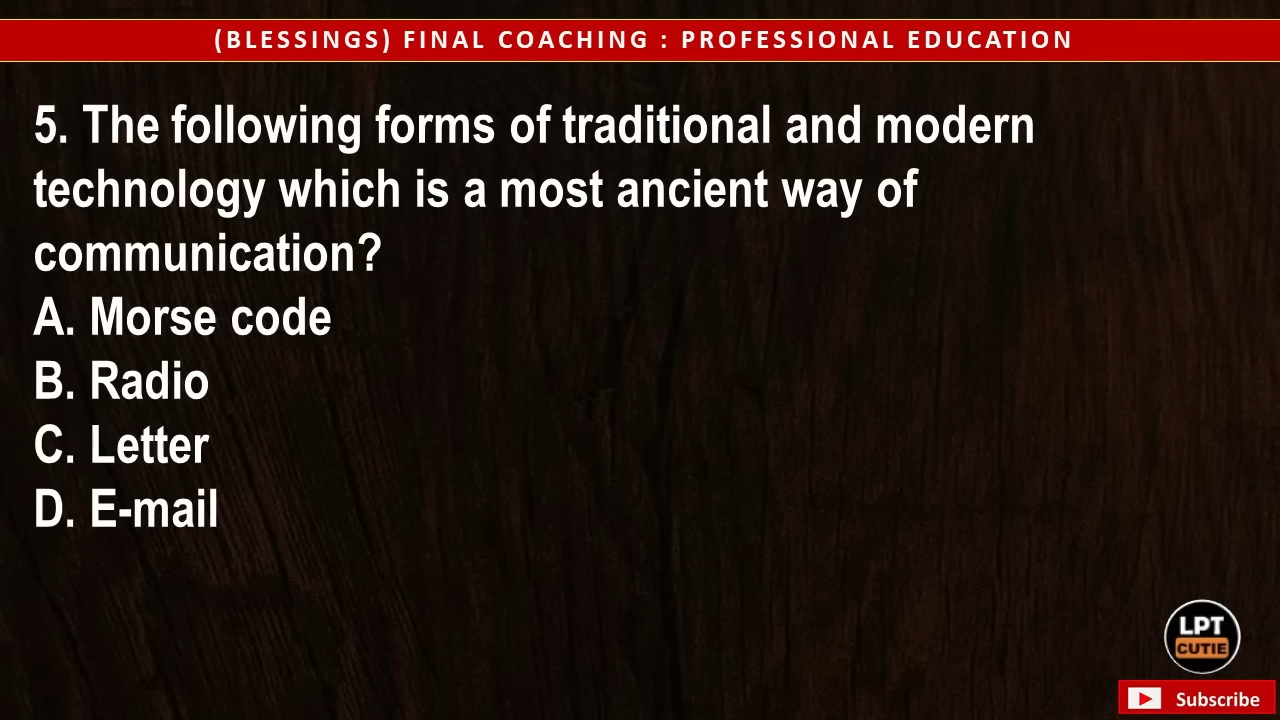 (BLESSINGS) FINAL COACHING : PROFESSIONAL EDUCATION
5. The following forms of traditional and modern
technology which is a most ancient way of
communication?
A. Morse code
B. Radio
C. Letter
D. E-mail
LPT
CUTIE
Subscribe